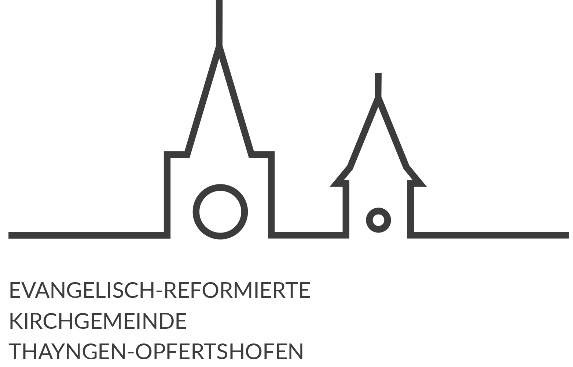 EVANGELISCH-REFORMIERTE
KIRCHGEMEINDE
THAYNGEN-OPFERTSHOFEN